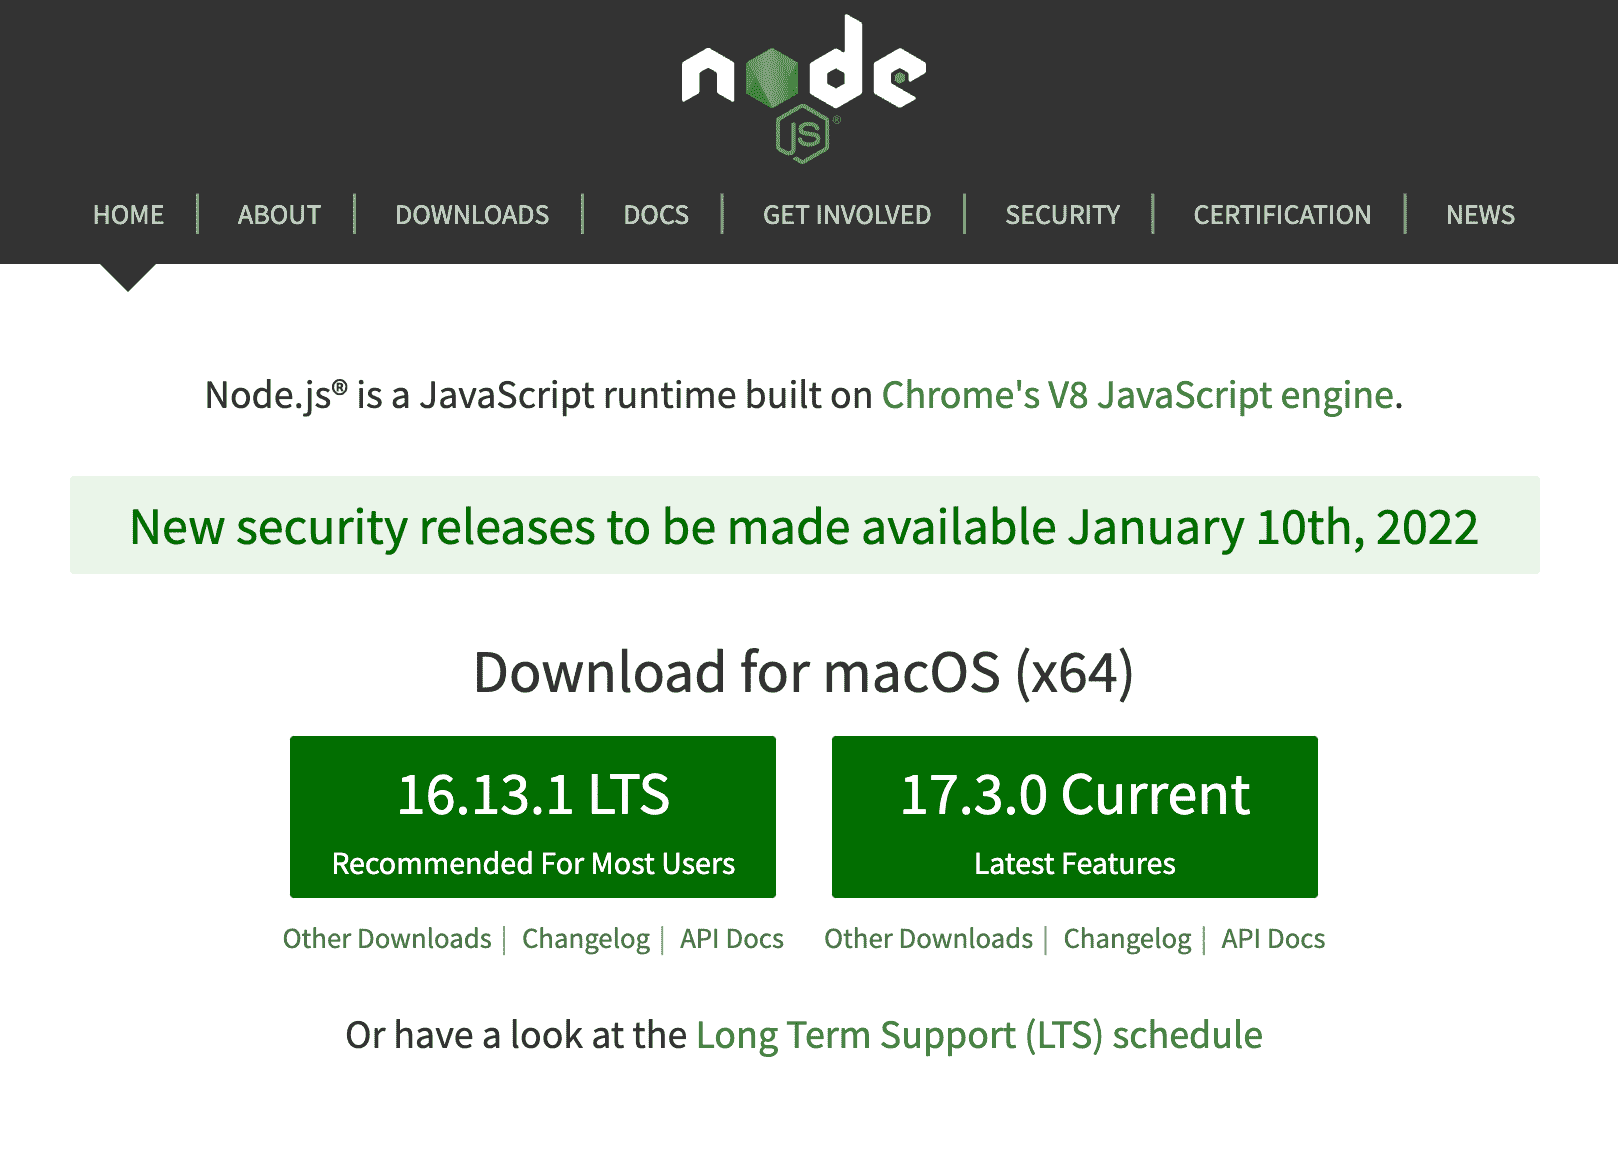 node
JS®
HOME | ABOUT | DOWNLOADS | DOCS | GET INVOLVED | SECURITY | CERTIFICATION | NEWS
Node.js® is a JavaScript runtime built on Chrome's V8 JavaScript engine.
New security releases to be made available January 10th, 2022
Download for macOS (x64)
16.13.1 LTS
Recommended For Most Users
17.3.0 Current
Latest Features
Other Downloads | Changelog | API Docs
Other Downloads | Changelog | API Docs
Or have a look at the Long Term Support (LTS) schedule